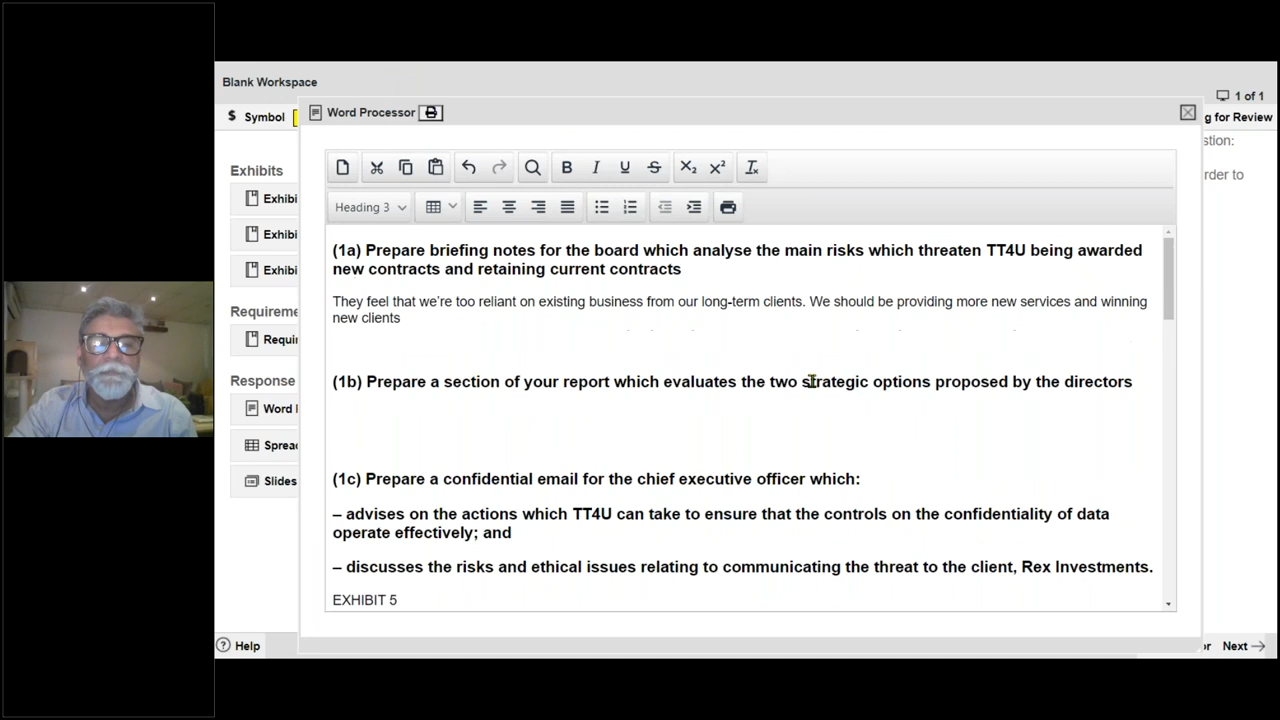 Blank Workspace
1 of 1
$ Symbol
Word Processor
g for Review
stion:
rder to
Exhibits
Exhibi
Exhibi
Exhibi
Requireme
Requir
Response
Word
Spread
Slides
Heading 3
B I U S X₂ X² Tx
(1a) Prepare briefing notes for the board which analyse the main risks which threaten TT4U being awarded
new contracts and retaining current contracts
They feel that we're too reliant on existing business from our long-term clients. We should be providing more new services and winning
new clients
(1b) Prepare a section of your report which evaluates the two strategic options proposed by the directors
(1c) Prepare a confidential email for the chief executive officer which:
– advises on the actions which TT4U can take to ensure that the controls on the confidentiality of data
operate effectively; and
– discusses the risks and ethical issues relating to communicating the threat to the client, Rex Investments.
EXHIBIT 5
? Help
or
Next